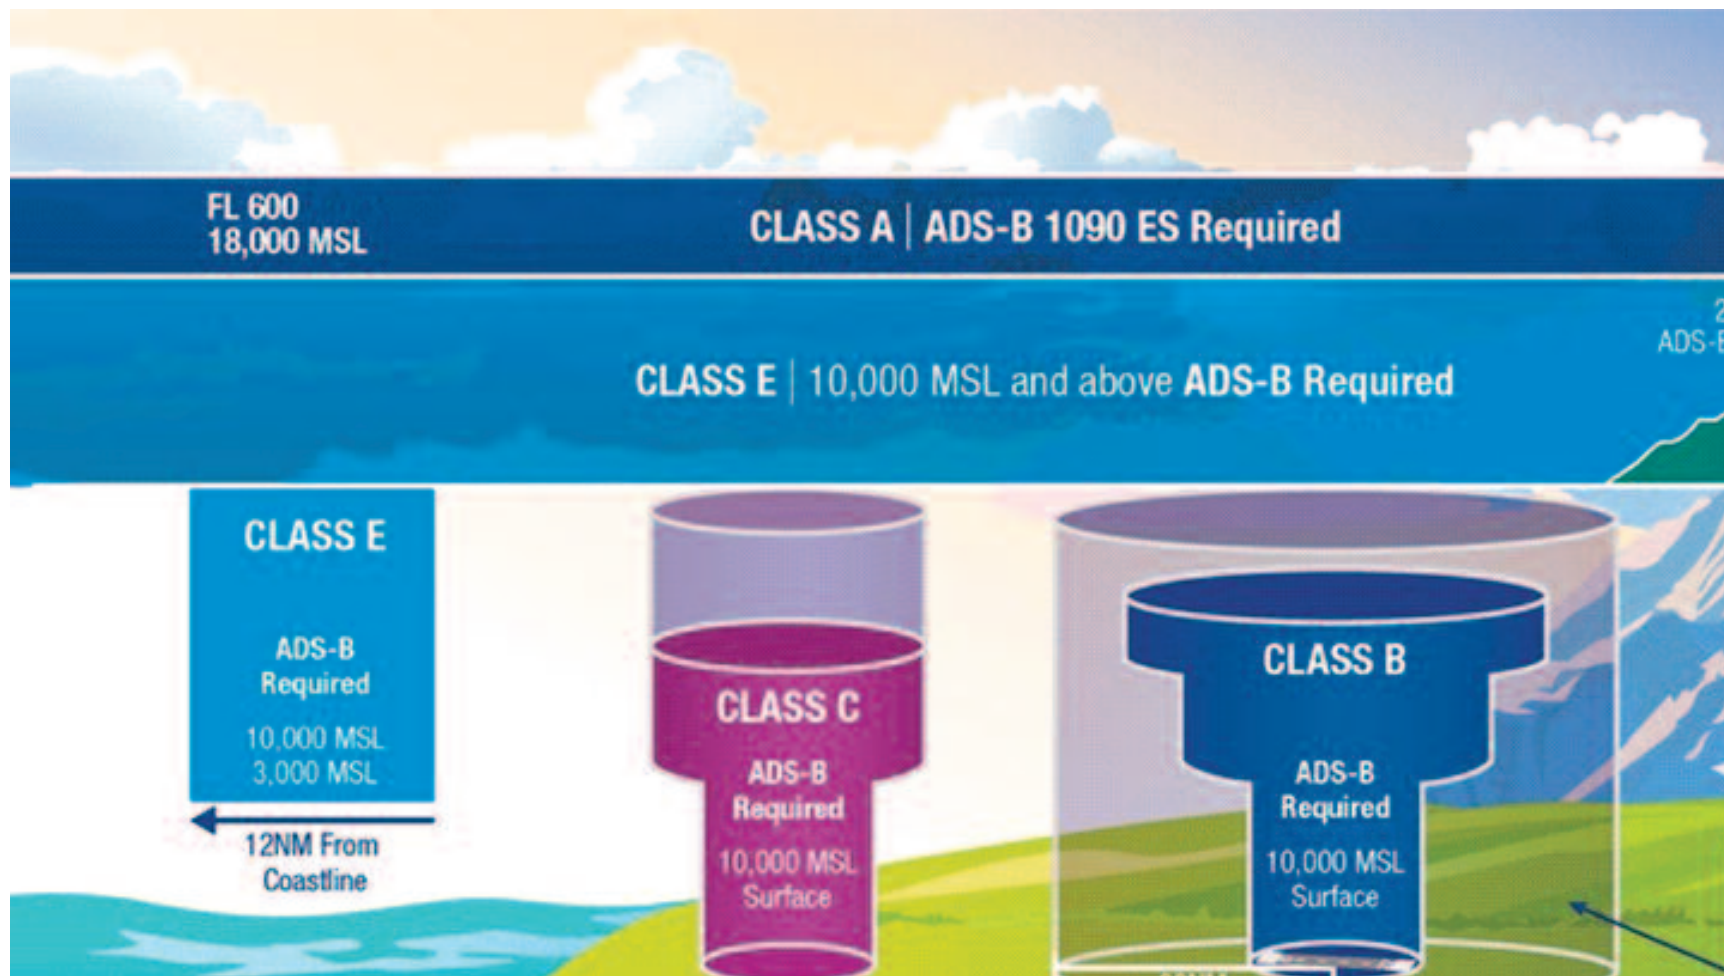 FL 600
18,000 MSL
CLASS A | ADS-B 1090 ES Required
ADS-
CLASS E | 10,000 MSL and above ADS-B Required
CLASS E
ADS-B
Required
10,000 MSL
3,000 MSL
12NM From
Coastline
CLASS C
ADS-B
Required
10,000 MSL
Surface
CLASS B
ADS-B
Required
10,000 MSL
Surface